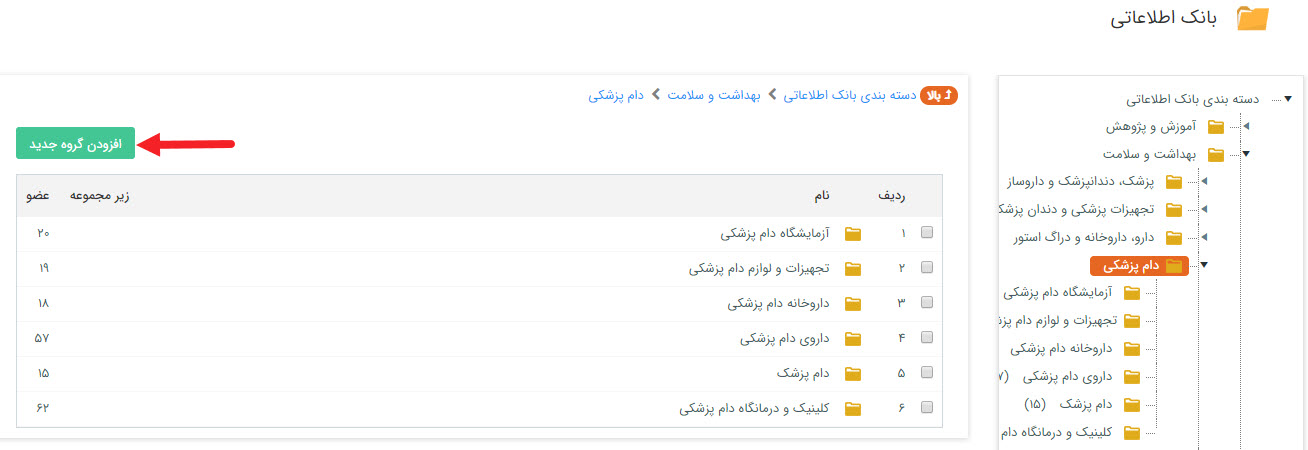 بانک اطلاعاتی
دسته بندی بانک اطلاعاتی
آموزش و پژوهش
بهداشت و سلامت
پزشک، دندانپزشک و داروساز
تجهیزات پزشکی و دندان پزشک
دارو، داروخانه و دراگ استور
دام پزشکی
آزمایشگاه دام پزشکی
تجهیزات و لوازم دام پزش
داروخانه دام پزشکی
داروی دام پزشکی (۷
دام پزشک (۱۵)
کلینیک و درمانگاه دام
بالا دسته بندی بانک اطلاعاتی بهداشت و سلامت دام پزشکی
افزودن گروه جدید
ردیف نام زیر مجموعه عضو
۱ آزمایشگاه دام پزشکی ۲۰
۲ تجهیزات و لوازم دام پزشکی ۱۹
۳ داروخانه دام پزشکی ۱۸
۴ داروی دام پزشکی ۵۷
۵ دام پزشک ۱۵
۶ کلینیک و درمانگاه دام پزشکی ۶۲